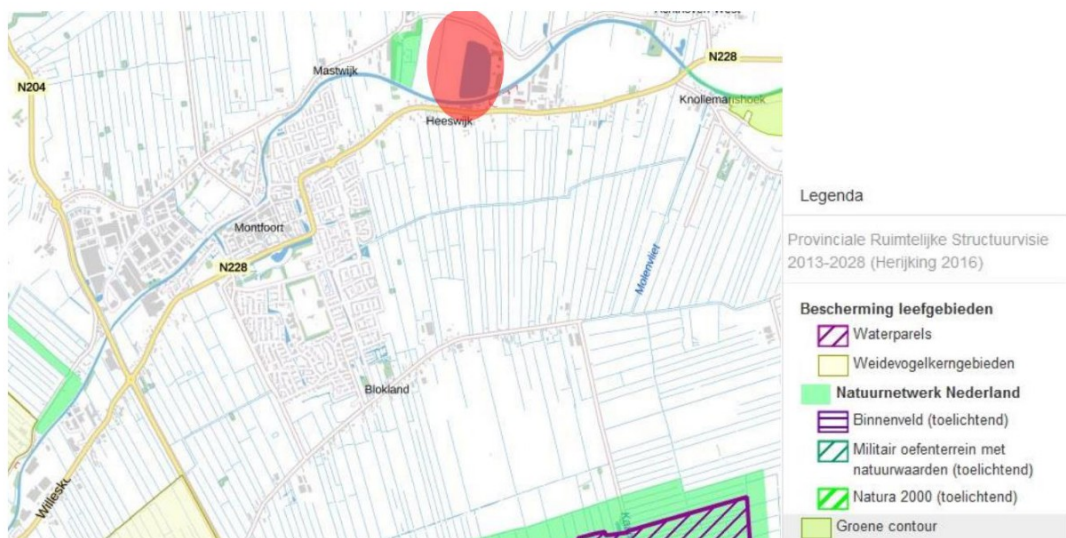 N228
N204
Mastwijk
Knollemanshoek
Heeswijk
Montfoort
N228
Molenvliet
Blokland
Legenda
Provinciale Ruimtelijke Structuurvisie
2013-2028 (Herijking 2016)
Bescherming leefgebieden
Waterparels
Weidevogelkerngebieden
Natuurnetwerk Nederland
Binnenveld (toelichtend)
Militair oefenterrein met
natuurwaarden (toelichtend)
Natura 2000 (toelichtend)
Groene contour